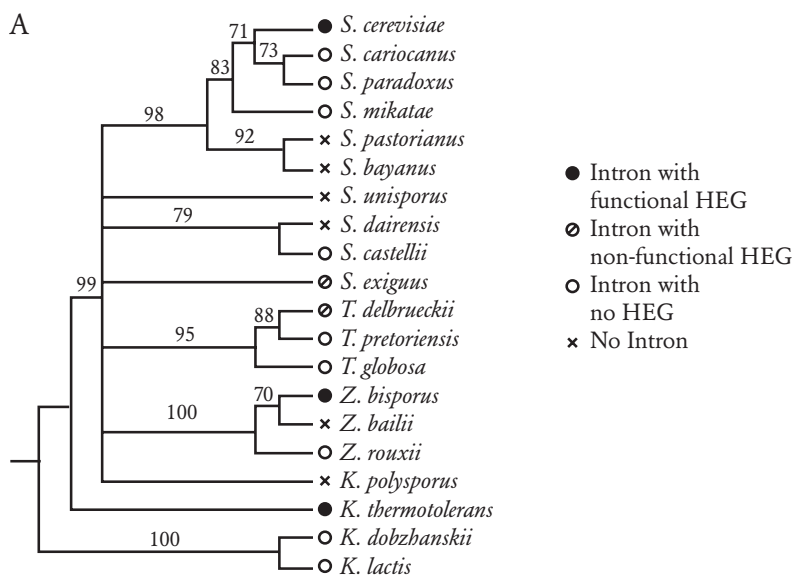 A
71
S. cerevisiae
73
S. cariocanus
83
S. paradoxus
S. mikatae
98
92
S. pastorianus
S. bayanus
S. unisporus
79
S. dairensis
S. castellii
99
S. exiguus
88
T. delbrueckii
95
T. pretoriensis
T. globosa
70
Z. bisporus
100
Z. bailii
Z. rouxii
K. polysporus
K. thermotolerans
100
K. dobzhanskii
K. lactis
Intron with
functional HEG
Intron with
non-functional HEG
Intron with
no HEG
No Intron